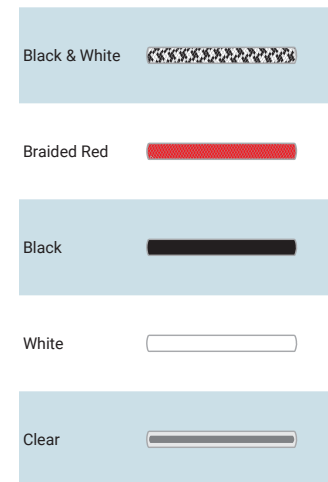 Black & White
Braided Red
Black
White
Clear